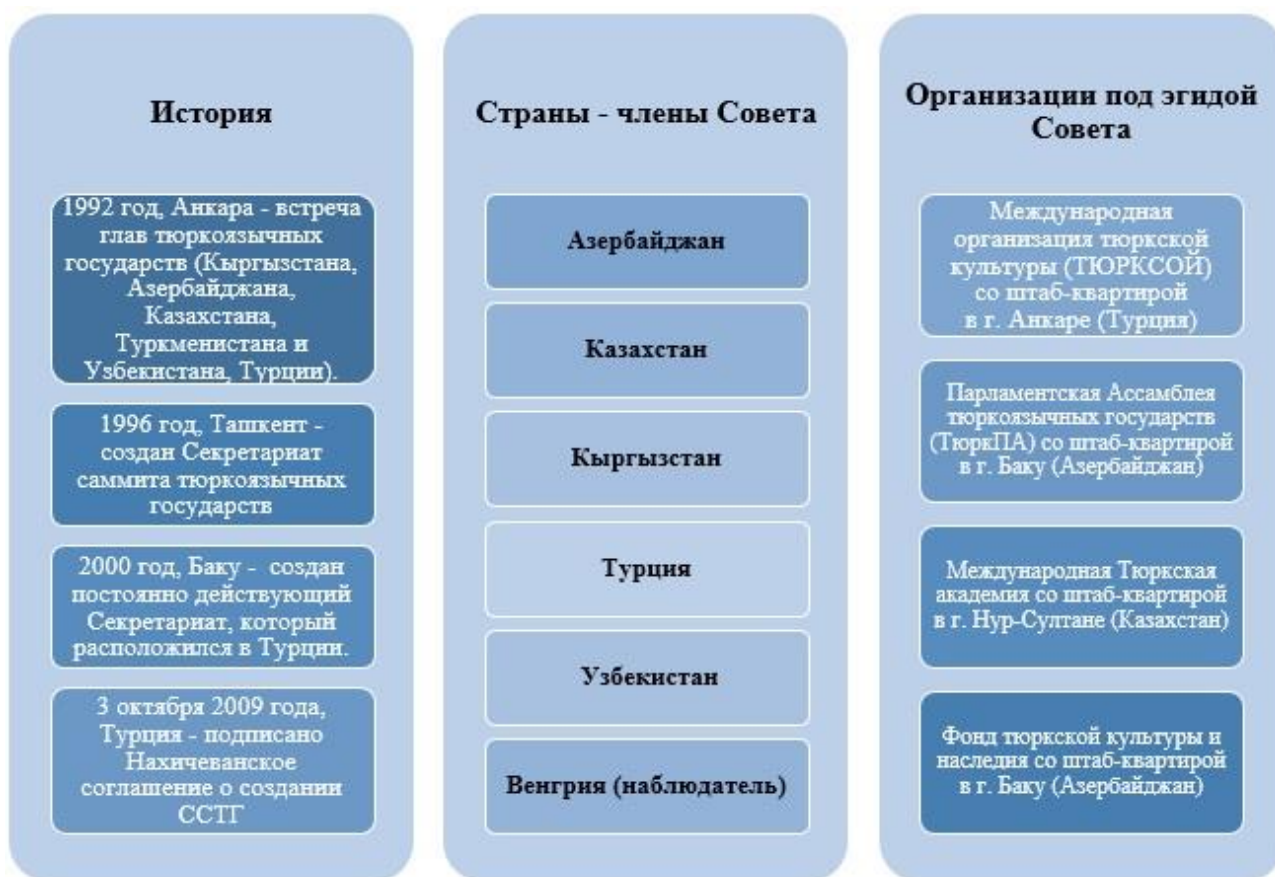 История
1992 год, Анкара - встреча
глав тюркоязычных
государств (Кыргызстана,
Азербайджана,
Казахстана,
Туркменистана и
Узбекистана, Турции).
1996 год, Ташкент -
создан Секретариат
саммита тюркоязычных
государств
2000 год, Баку - создан
постоянно действующий
Секретариат, который
расположился в Турции.
3 октября 2009 года,
Турция - подписано
Нахичеванское
соглашение о создании
ССТГ
Страны - члены Совета
Азербайджан
Казахстан
Кыргызстан
Турция
Узбекистан
Венгрия (наблюдатель)
Организации под эгидой
Совета
Международная
организация тюркской
культуры (ТЮРКСОЙ)
со штаб-квартирой
в г. Анкаре (Турция)
Парламентская Ассамблея
тюркоязычных государств
(ТюркПА) со штаб-квартирой
в г. Баку (Азербайджан)
Международная Тюркская
академия со штаб-квартирой
в г. Нур-Султане (Казахстан)
Фонд тюркской культуры и
наследия со штаб-квартирой
в г. Баку (Азербайджан)